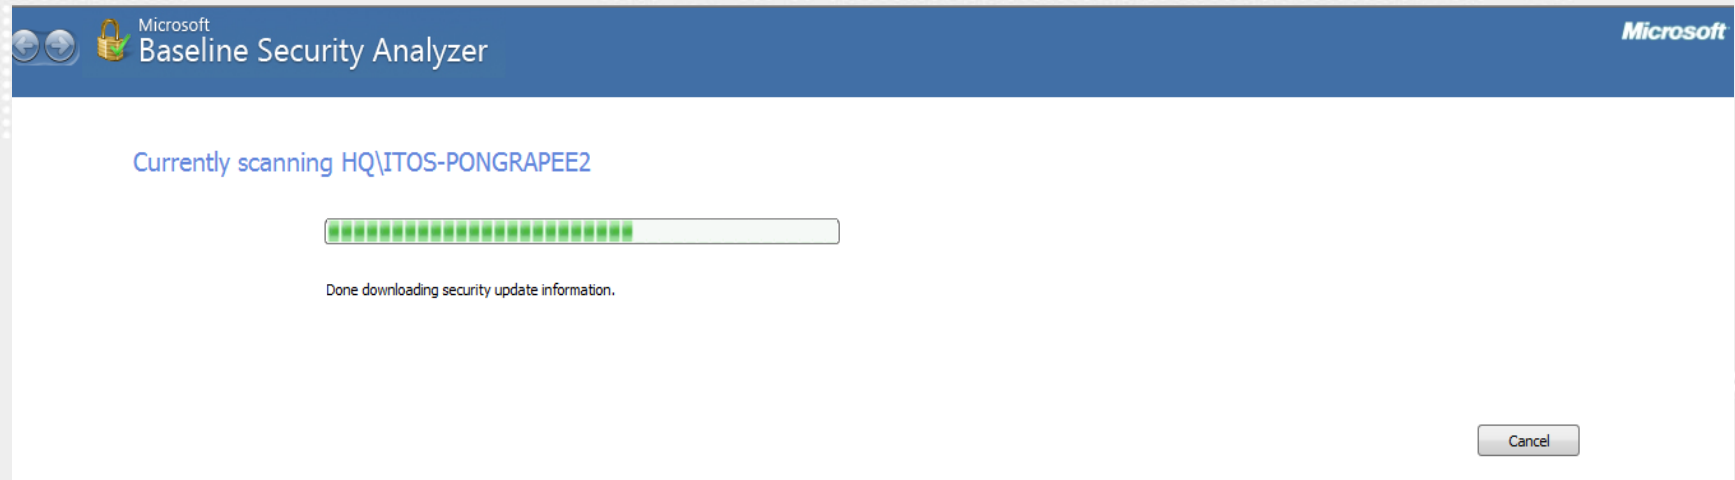 Microsoft
Baseline Security Analyzer
Microsoft
Currently scanning HQ\ITOS-PONGRAPEE2
Done downloading security update information.
Cancel